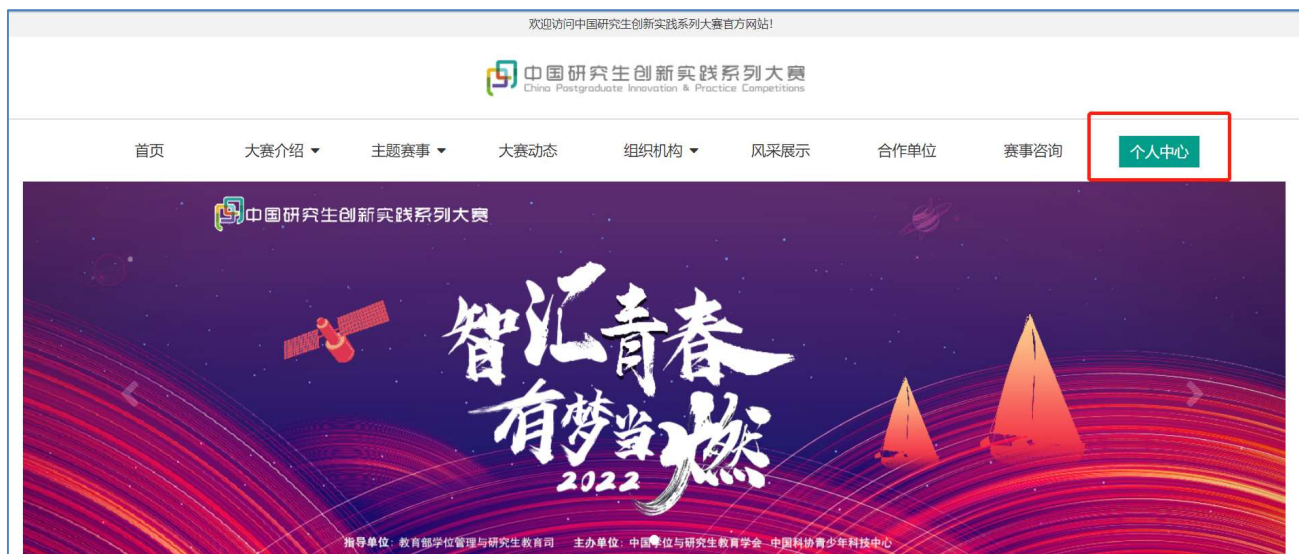 欢迎访问中国研究生创新实践系列大赛官方网站!
中国研究生创新实践系列大赛
China Postgraduate Innovation & Practice Competitions
首页 大赛介绍 主题赛事 大赛动态 组织机构 风采展示 合作单位 赛事咨询 个人中心
中国研究生创新实践系列大赛
智汇青春
有梦当燃
2022
指导单位：教育部学位管理与研究生教育司 主办单位：中国学位与研究生教育学会 中国科协青少年科技中心